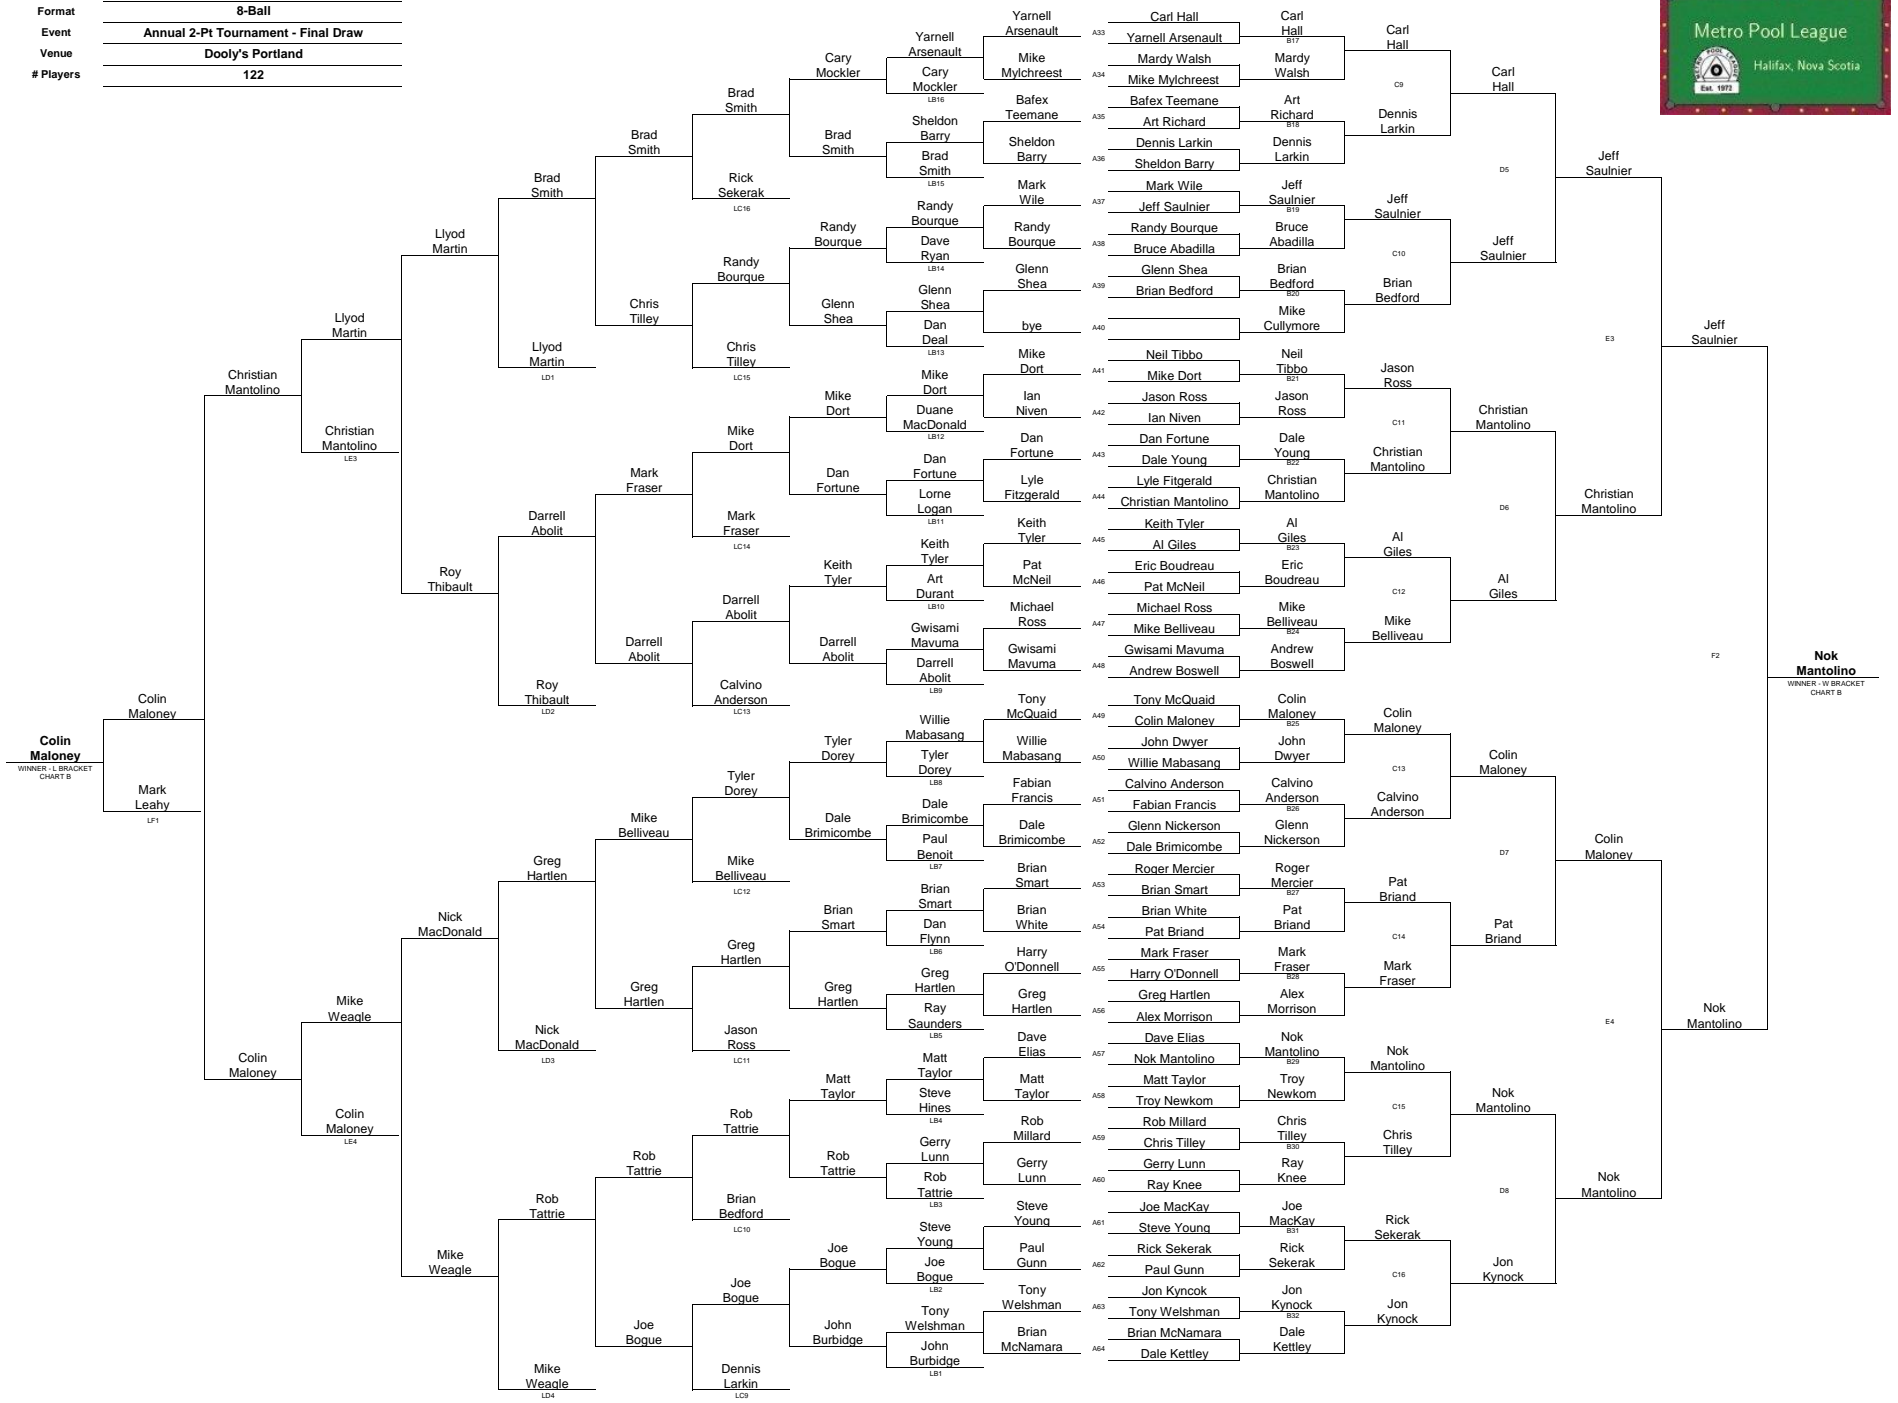 Format 8-Ball
Event Annual 2-Pt Tournament - Final Draw
Venue Dooly's Portland
# Players 122
Metro Pool League
Halifax, Nova Scotia
METRO POOL LEAGUE
Est. 1972
Colin
Maloney
WINNER - L BRACKET
CHART B
Colin
Maloney
Mark
Leahy
LF1
Christian
Mantolino
Colin
Maloney
Llyod
Martin
Christian
Mantolino
LE3
Mike
Weagle
Colin
Maloney
LE4
Llyod
Martin
Roy
Thibault
Nick
MacDonald
Mike
Weagle
Brad
Smith
Llyod
Martin
LD1
Darrell
Abolit
Roy
Thibault
LD2
Greg
Hartlen
Nick
MacDonald
LD3
Rob
Tattrie
Mike
Weagle
LD4
Brad
Smith
Chris
Tilley
Mark
Fraser
Darrell
Abolit
Mike
Belliveau
Greg
Hartlen
Rob
Tattrie
Joe
Bogue
Brad
Smith
Rick
Sekerak
LC16
Randy
Bourque
Chris
Tilley
LC15
Mike
Dort
Mark
Fraser
LC14
Darrell
Abolit
Calvino
Anderson
LC13
Tyler
Dorey
Mike
Belliveau
LC12
Greg
Hartlen
Jason
Ross
LC11
Rob
Tattrie
Brian
Bedford
LC10
Joe
Bogue
Dennis
Larkin
LC9
Cary
Mockler
Brad
Smith
Randy
Bourque
Glenn
Shea
Mike
Dort
Dan
Fortune
Keith
Tyler
Darrell
Abolit
Tyler
Dorey
Dale
Brimicombe
Brian
Smart
Greg
Hartlen
Matt
Taylor
Rob
Tattrie
Joe
Bogue
John
Burbidge
Yarnell
Arsenault
Cary
Mockler
LB16
Sheldon
Barry
Brad
Smith
LB15
Randy
Bourque
Dave
Ryan
LB14
Glenn
Shea
Dan
Deal
LB13
Mike
Dort
Duane
MacDonald
LB12
Dan
Fortune
Lorne
Logan
LB11
Keith
Tyler
Art
Durant
LB10
Gwisami
Mavuma
Darrell
Abolit
LB9
Willie
Mabasang
Tyler
Dorey
LB8
Dale
Brimicombe
Paul
Benoit
LB7
Brian
Smart
Dan
Flynn
LB6
Greg
Hartlen
Ray
Saunders
LB5
Matt
Taylor
Steve
Hines
LB4
Gerry
Lunn
Rob
Tattrie
LB3
Steve
Young
Joe
Bogue
LB2
Tony
Welshman
John
Burbidge
LB1
Yarnell
Arsenault
Mike
Mylchreest
Bafex
Teemane
Sheldon
Barry
Mark
Wile
Randy
Bourque
Glenn
Shea
bye
Mike
Dort
Ian
Niven
Dan
Fortune
Lyle
Fitzgerald
Keith
Tyler
Pat
McNeil
Michael
Ross
Gwisami
Mavuma
Tony
McQuaid
Willie
Mabasang
Fabian
Francis
Dale
Brimicombe
Brian
Smart
Brian
White
Harry
O'Donnell
Greg
Hartlen
Dave
Elias
Matt
Taylor
Rob
Millard
Gerry
Lunn
Steve
Young
Paul
Gunn
Tony
Welshman
Brian
McNamara
Carl Hall
A33
Yarnell Arsenault
Mardy Walsh
A34
Mike Mylchreest
Bafex Teemane
A35
Art Richard
Dennis Larkin
A36
Sheldon Barry
Mark Wile
A37
Jeff Saulnier
Randy Bourque
A38
Bruce Abadilla
Glenn Shea
A39
Brian Bedford
A40
Neil Tibbo
A41
Mike Dort
Jason Ross
A42
Ian Niven
Dan Fortune
A43
Dale Young
Lyle Fitgerald
A44
Christian Mantolino
Keith Tyler
A45
Al Giles
Eric Boudreau
A46
Pat McNeil
Michael Ross
A47
Mike Belliveau
Gwisami Mavuma
A48
Andrew Boswell
Tony McQuaid
A49
Colin Maloney
John Dwyer
A50
Willie Mabasang
Calvino Anderson
A51
Fabian Francis
Glenn Nickerson
A52
Dale Brimicombe
Roger Mercier
A53
Brian Smart
Brian White
A54
Pat Briand
Mark Fraser
A55
Harry O'Donnell
Greg Hartlen
A56
Alex Morrison
Dave Elias
A57
Nok Mantolino
Matt Taylor
A58
Troy Newkom
Rob Millard
A59
Chris Tilley
Gerry Lunn
A60
Ray Knee
Joe MacKay
A61
Steve Young
Rick Sekerak
A62
Paul Gunn
Jon Kyncok
A63
Tony Welshman
Brian McNamara
A64
Dale Kettley
Carl
Hall
B17
Mardy
Walsh
Art
Richard
B18
Dennis
Larkin
Jeff
Saulnier
B19
Bruce
Abadilla
Brian
Bedford
B20
Mike
Cullymore
Neil
Tibbo
B21
Jason
Ross
Dale
Young
B22
Christian
Mantolino
Al
Giles
B23
Eric
Boudreau
Mike
Belliveau
B24
Andrew
Boswell
Colin
Maloney
B25
John
Dwyer
Calvino
Anderson
B26
Glenn
Nickerson
Roger
Mercier
B27
Pat
Briand
Mark
Fraser
B28
Alex
Morrison
Nok
Mantolino
B29
Troy
Newkom
Chris
Tilley
B30
Ray
Knee
Joe
MacKay
B31
Rick
Sekerak
Jon
Kynock
B32
Dale
Kettley
Carl
Hall
C9
Dennis
Larkin
Jeff
Saulnier
C10
Brian
Bedford
Jason
Ross
C11
Christian
Mantolino
Al
Giles
C12
Mike
Belliveau
Colin
Maloney
C13
Calvino
Anderson
Pat
Briand
C14
Mark
Fraser
Nok
Mantolino
C15
Chris
Tilley
Rick
Sekerak
C16
Jon
Kynock
Carl
Hall
D5
Jeff
Saulnier
Christian
Mantolino
D6
Al
Giles
Colin
Maloney
D7
Pat
Briand
Nok
Mantolino
D8
Jon
Kynock
Jeff
Saulnier
E3
Christian
Mantolino
Colin
Maloney
E4
Nok
Mantolino
Jeff
Saulnier
F2
Nok
Mantolino
Nok
Mantolino
WINNER - W BRACKET
CHART B